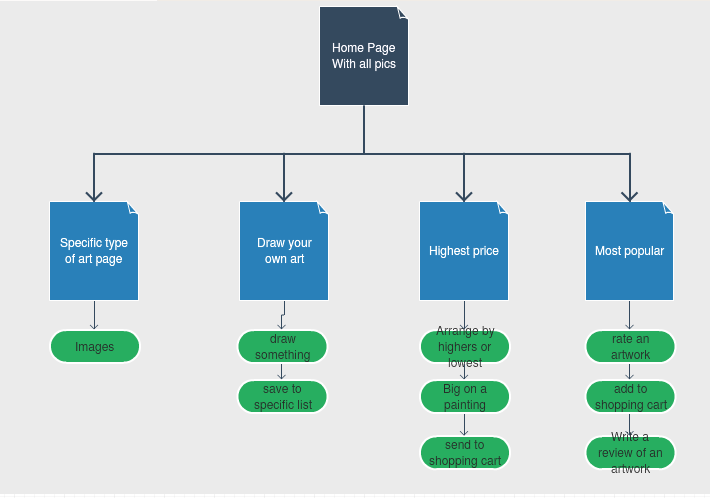 Home Page
With all pics
Specific type
of art page
Draw your
own art
Highest price
Most popular
Images
draw
something
save to
specific list
Arrange by
highers or
lowest
Big on a
painting
send to
shopping cart
rate an
artwork
add to
shopping cart
Write a
review of an
artwork